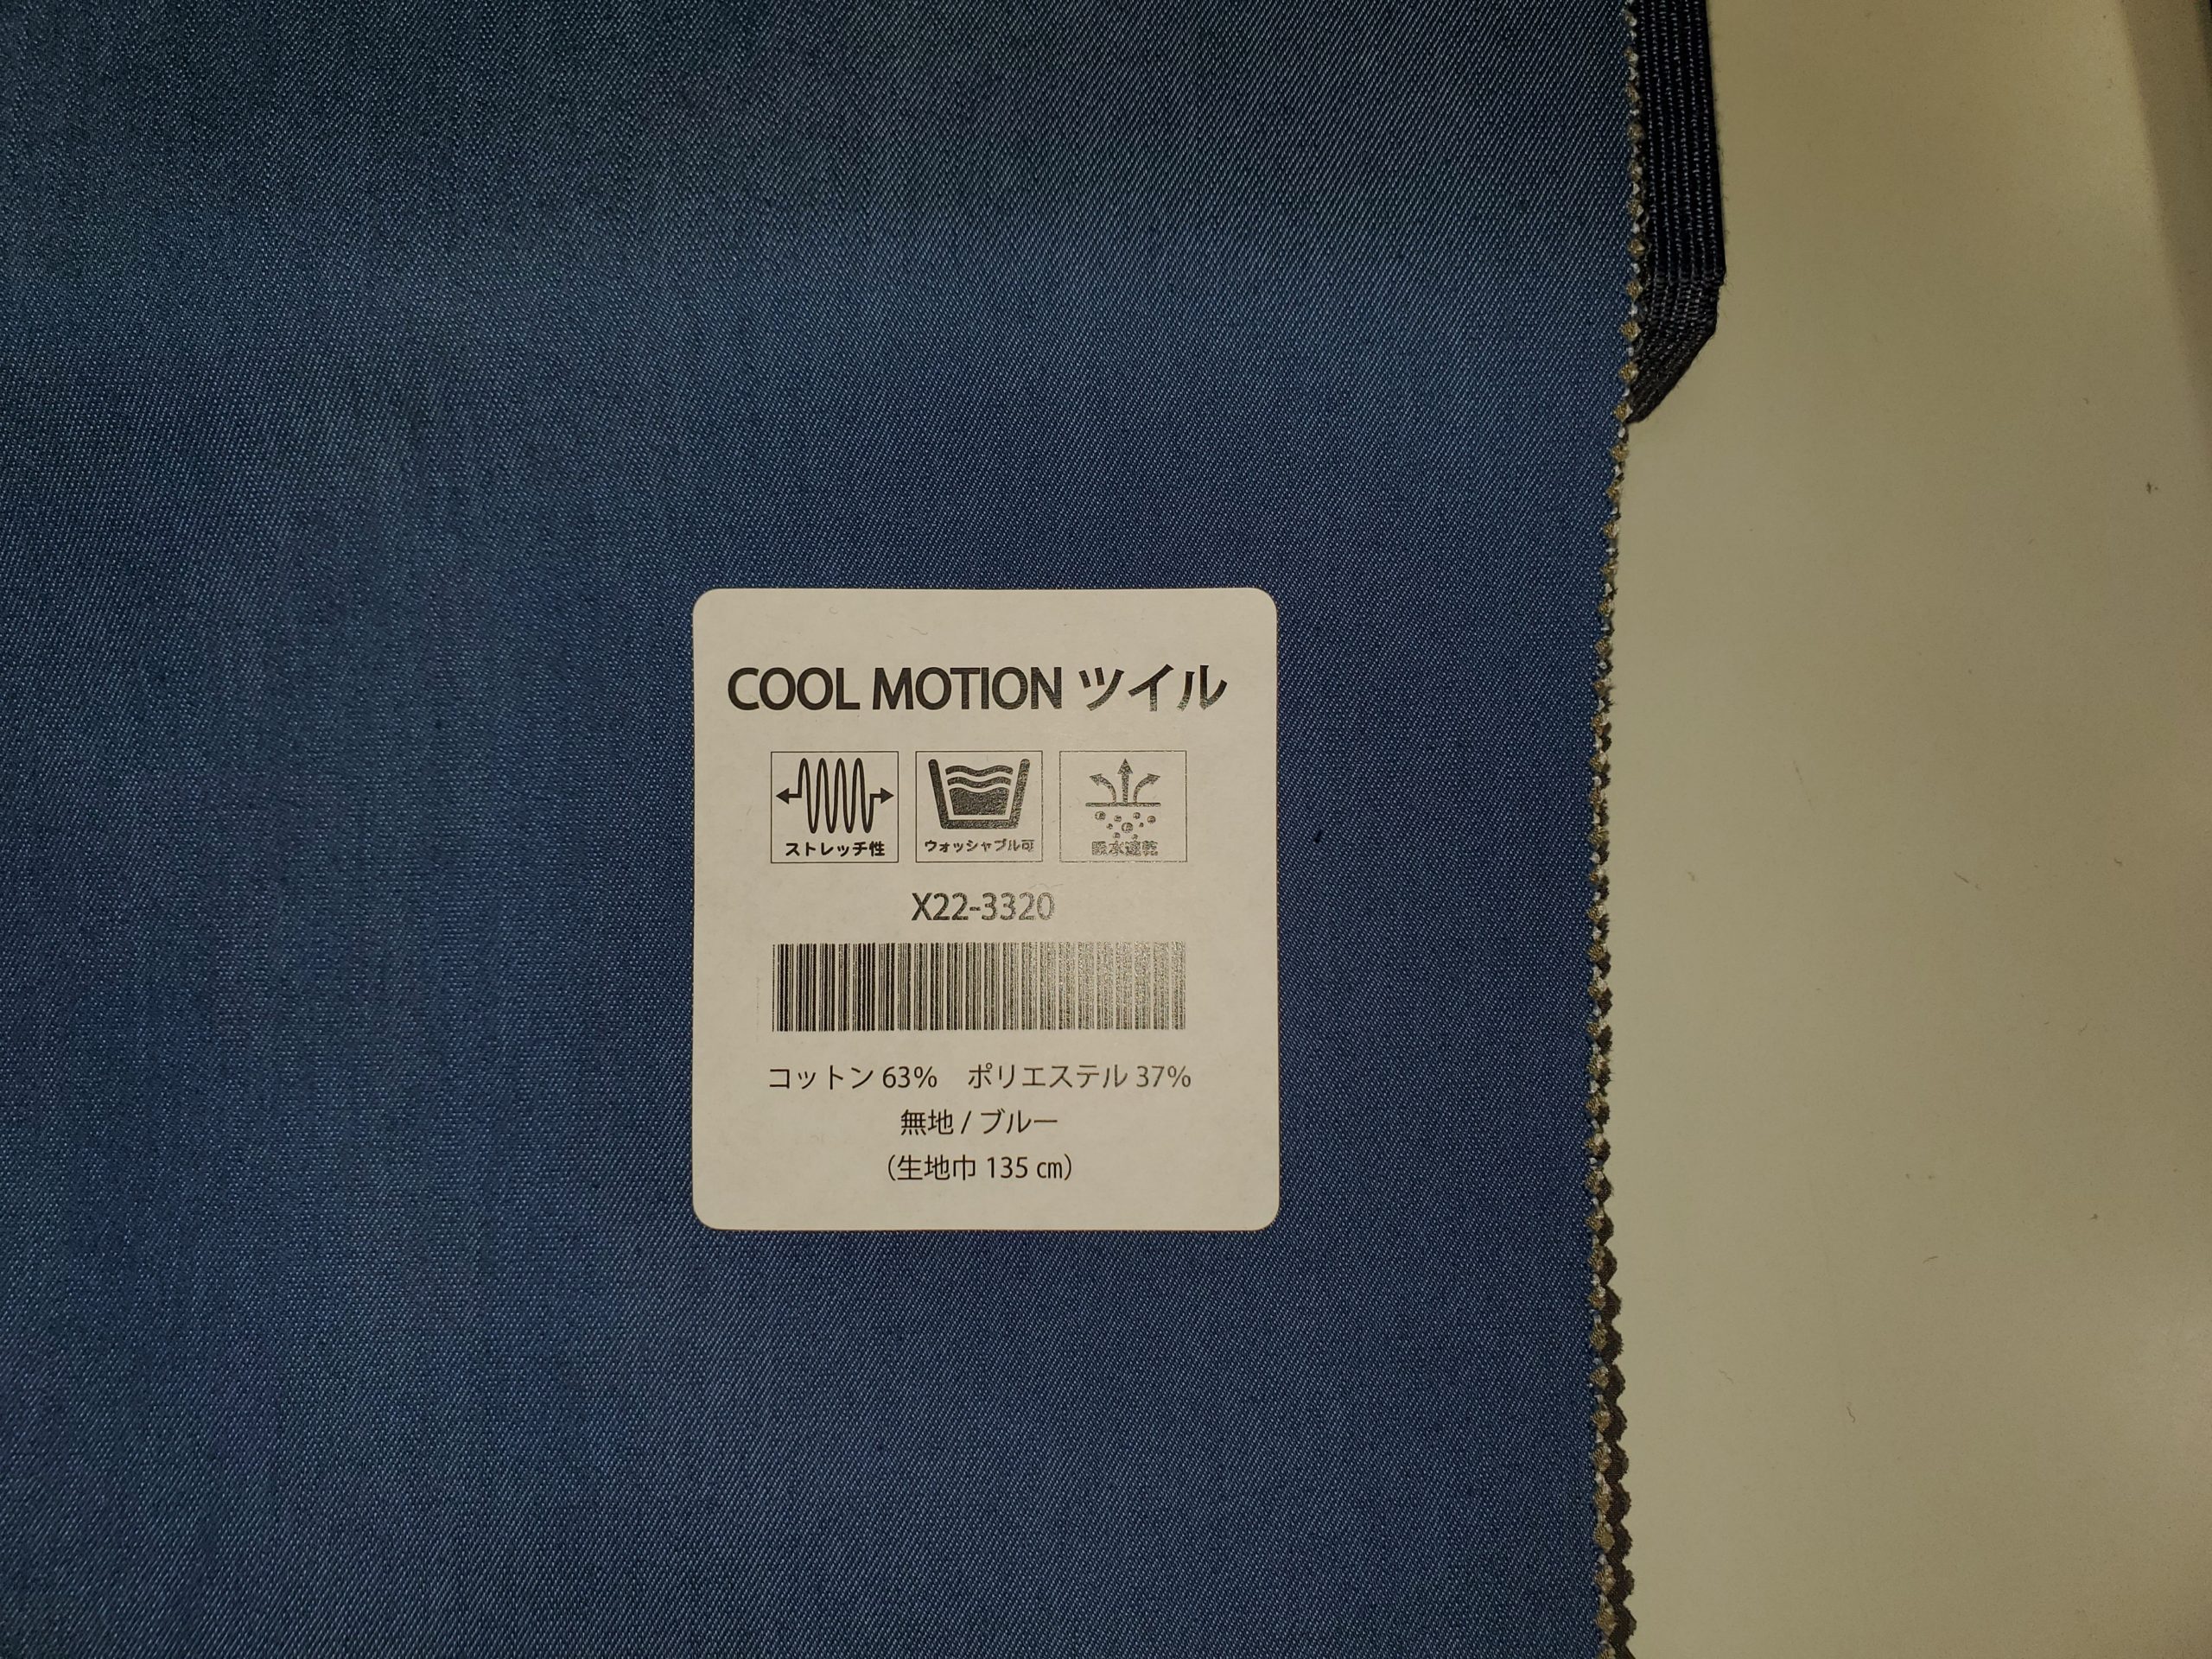 COOL MOTION ツイル
ストレッチ性 ウォッシャブル可 吸水速乾
X22-3320
コットン 63% ポリエステル 37%
無地 / ブルー
(生地巾 135 ㎝)